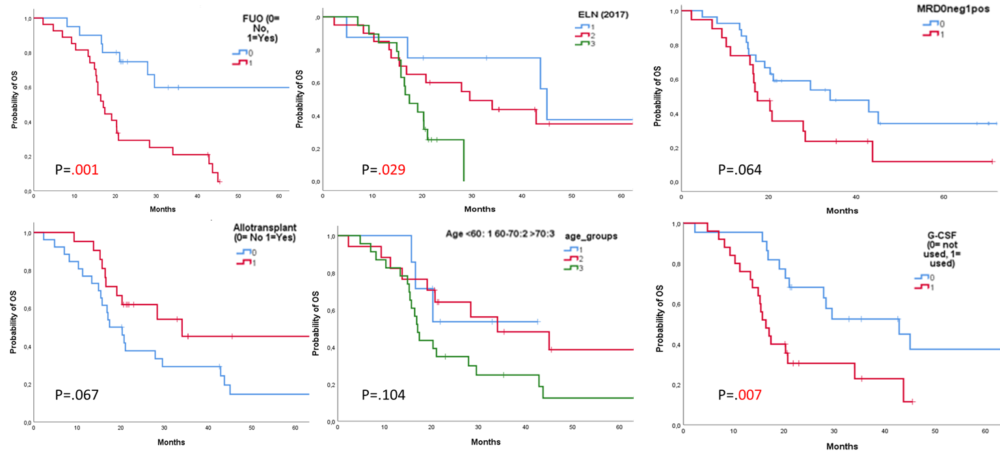 FUO (0=
No,
1=Yes)
0
1
1,0
0,8
0,6
0,4
0,2
0,0
Probability of OS
P=.001
0 10 20 30 40 50 60
Months
ELN (2017)
1
2
3
,0
,8
0,6
0,4
0,2
0,0
Probability of OS
P=.029
0 10 20 30 40 50 60
Months
MRD0neg1pos
0
1
1,0
0,8
0,6
0,4
0,2
0,0
Probability of OS
P=.064
0 20 40 60
Months
Allotransplant
(0= No 1=Yes)
0
1
1,0
0,8
0,6
0,4
0,2
0,0
Probability of OS
P=.067
0 10 20 30 40 50 60
Months
Age <60: 1 60-70:2 >70:3
age_groups
1
2
3
1,0
0,8
0,6
0,4
0,2
0,0
Probability of OS
P=.104
0 10 20 30 40 50 60
Months
G-CSF
(0= not
used, 1=
used)
0
1
1,0
0,8
0,6
0,4
0,2
0,0
Probability of OS
P=.007
0 10 20 30 40 50 60
Months